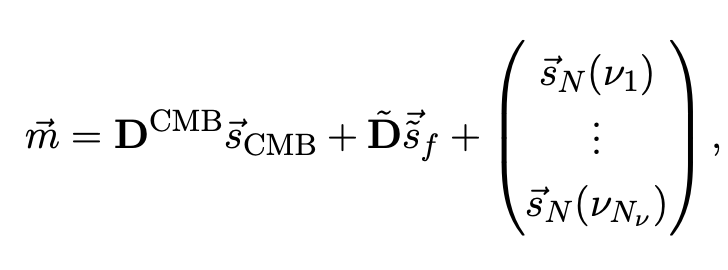 $\vec{m} = \mathbf{D}^{\mathrm{CMB}} \vec{s}_{\mathrm{CMB}} + \tilde{\mathbf{D}} \vec{\tilde{s}}_f + \begin{pmatrix} \vec{s}_N(\nu_1) \\ \vdots \\ \vec{s}_N(\nu_{N_\nu}) \end{pmatrix},$